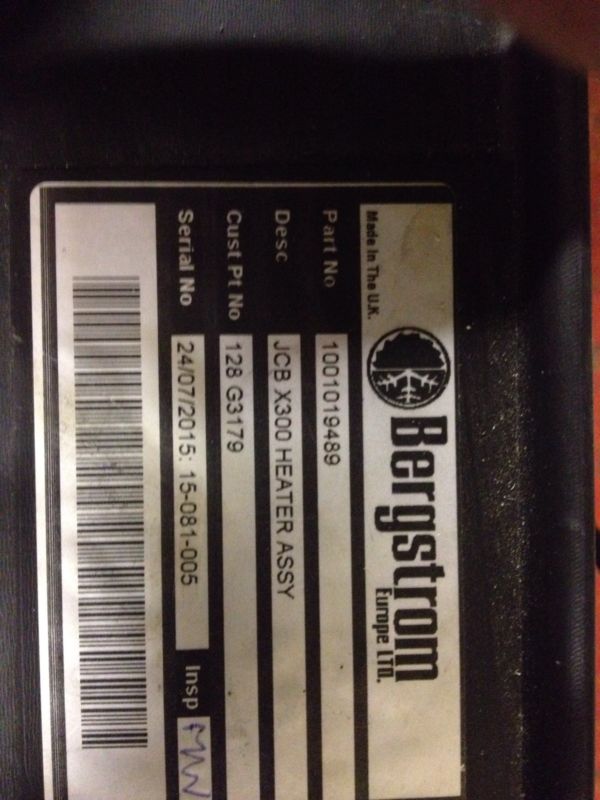 Bergstrom
Europe LTD.
Made In The U.K.
Part No 1001019489
Desc JCB X300 HEATER ASSY
Cust Pt No 128 G3179
Serial No 24/07/2015: 15-081-005 Insp